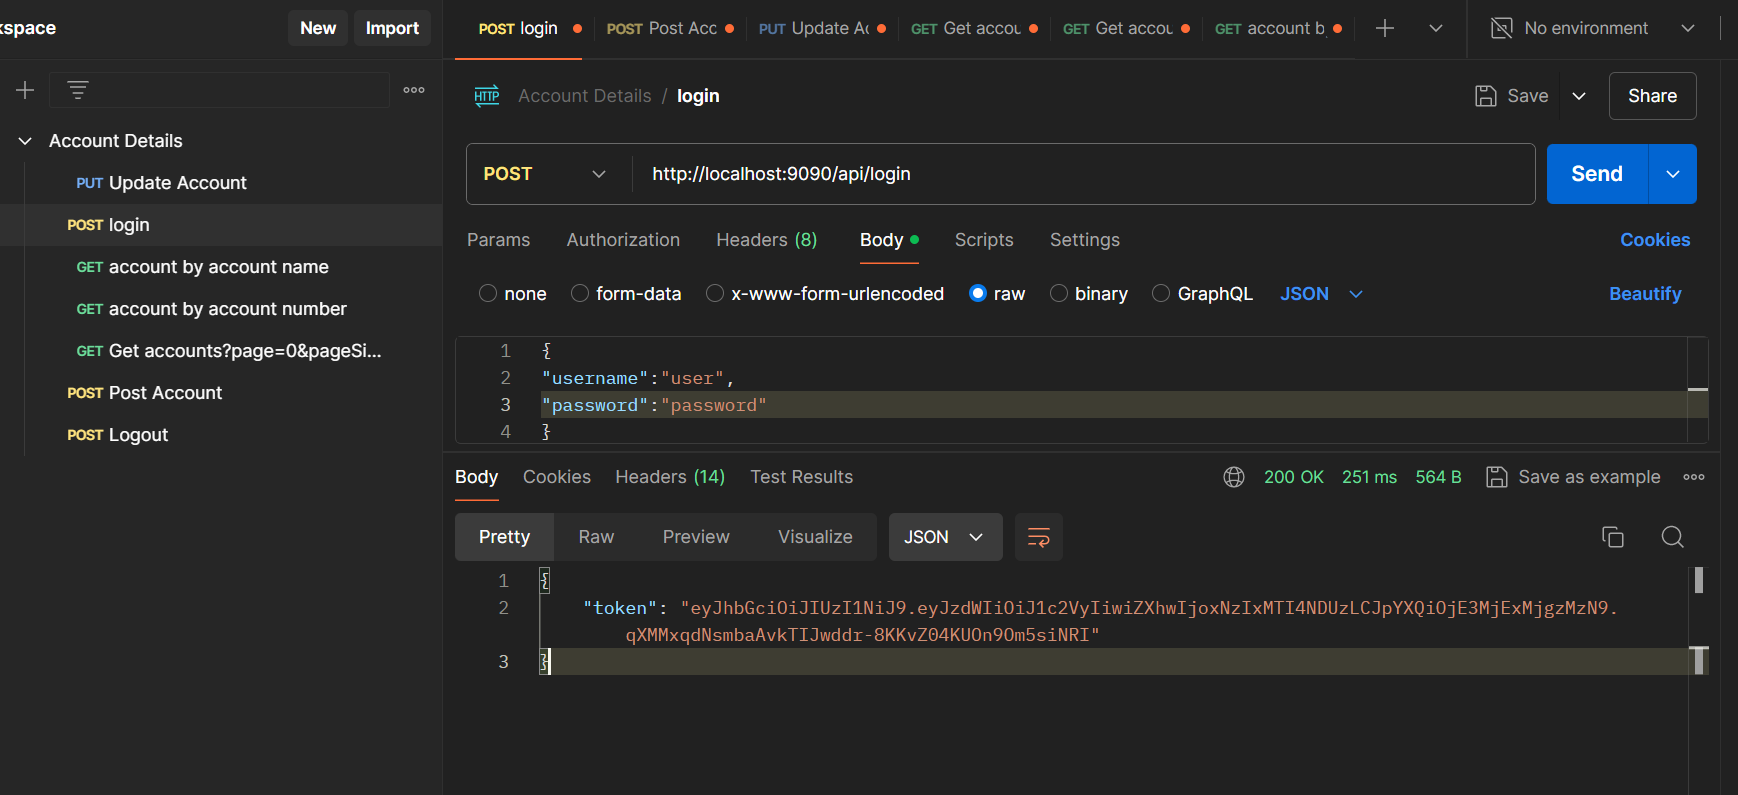 kspace
New
Import
POST login
POST Post Acc
PUT Update Ac
GET Get accou
GET Get accou
GET account b
No environment
Account Details
PUT Update Account
POST login
GET account by account name
GET account by account number
GET Get accounts?page=0&pageSi...
POST Post Account
POST Logout
HTTP Account Details / login
Save
Share
POST
http://localhost:9090/api/login
Send
Params
Authorization
Headers (8)
Body
Scripts
Settings
Cookies
none
form-data
x-www-form-urlencoded
raw
binary
GraphQL
JSON
Beautify
1 {
2 "username":"user",
3 "password":"password"
4 }
Body
Cookies
Headers (14)
Test Results
200 OK
251 ms
564 B
Save as example
Pretty
Raw
Preview
Visualize
JSON
1 {
2 "token": "eyJhbGciOiJIUzI1NiJ9.eyJzdWIiOiJ1c2VyIiwiZXhwIjoxNzIxMTI4NDUzLCJpYXQiOjE3MjExMjgzMzN9.
qXMMxqdNsmbaAvkTIJwddr-8KKvZ04KUOn9Om5siNRI"
3 }